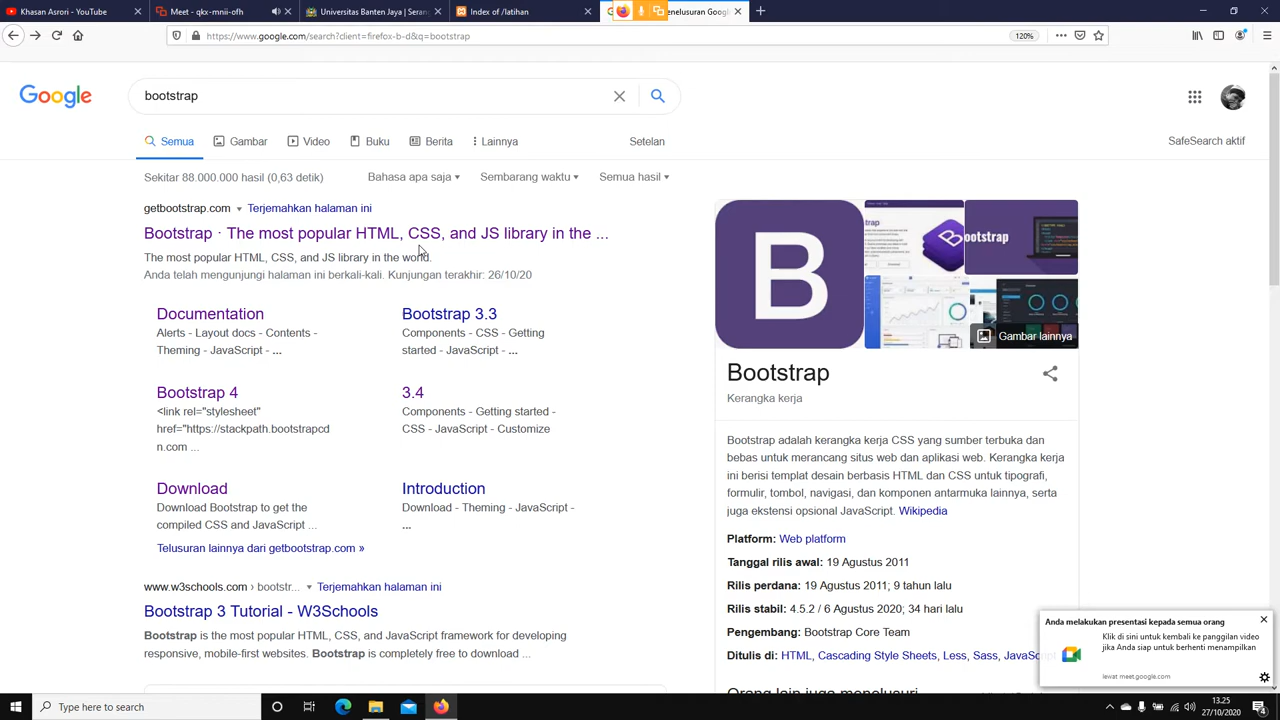 Khasan Asrori - YouTube
Meet - qkx-mnii-ofh
Universitas Banten Jaya | Serang
Index of /latihan
enelusuran Goog
https://www.google.com/search?client=firefox-b-d&q=bootstrap
120%
Google
bootstrap
Semua
Gambar
Video
Buku
Berita
Lainnya
Setelan
SafeSearch aktif
Sekitar 88.000.000 hasil (0,63 detik)
Bahasa apa saja
Sembarang waktu
Semua hasil
getbootstrap.com
Terjemahkan halaman ini
Bootstrap · The most popular HTML, CSS, and JS library in the ...
The most popular HTML, CSS, and JS library in the world.
Anda telah mengunjungi halaman ini berkali-kali. Kunjungan terakhir: 26/10/20
Documentation
Alerts - Layout docs - Contents -
Theming - JavaScript - ...
Bootstrap 3.3
Components - CSS - Getting
started - JavaScript - ...
Bootstrap 4
<link rel="stylesheet"
href="https://stackpath.bootstrapcd
n.com ...
3.4
Components - Getting started -
CSS - JavaScript - Customize
Download
Download Bootstrap to get the
compiled CSS and JavaScript ...
Introduction
Download - Theming - JavaScript -
...
Telusuran lainnya dari getbootstrap.com »
www.w3schools.com › bootstr...
Terjemahkan halaman ini
Bootstrap 3 Tutorial - W3Schools
Bootstrap is the most popular HTML, CSS, and JavaScript framework for developing
responsive, mobile-first websites. Bootstrap is completely free to download ...
B
ootstrap
Gambar lainnya
Bootstrap
Kerangka kerja
Bootstrap adalah kerangka kerja CSS yang sumber terbuka dan
bebas untuk merancang situs web dan aplikasi web. Kerangka kerja
ini berisi templat desain berbasis HTML dan CSS untuk tipografi,
formulir, tombol, navigasi, dan komponen antarmuka lainnya, serta
juga ekstensi opsional JavaScript. Wikipedia
Platform: Web platform
Tanggal rilis awal: 19 Agustus 2011
Rilis perdana: 19 Agustus 2011; 9 tahun lalu
Rilis stabil: 4.5.2 / 6 Agustus 2020; 34 hari lalu
Pengembang: Bootstrap Core Team
Ditulis di: HTML, Cascading Style Sheets, Less, Sass, JavaScript
Orang lain juga menelusuri
Anda melakukan presentasi kepada semua orang
Klik di sini untuk kembali ke panggilan video
jika Anda siap untuk berhenti menampilkan
lewat meet.google.com
Type here to search
13.25
27/10/2020
4